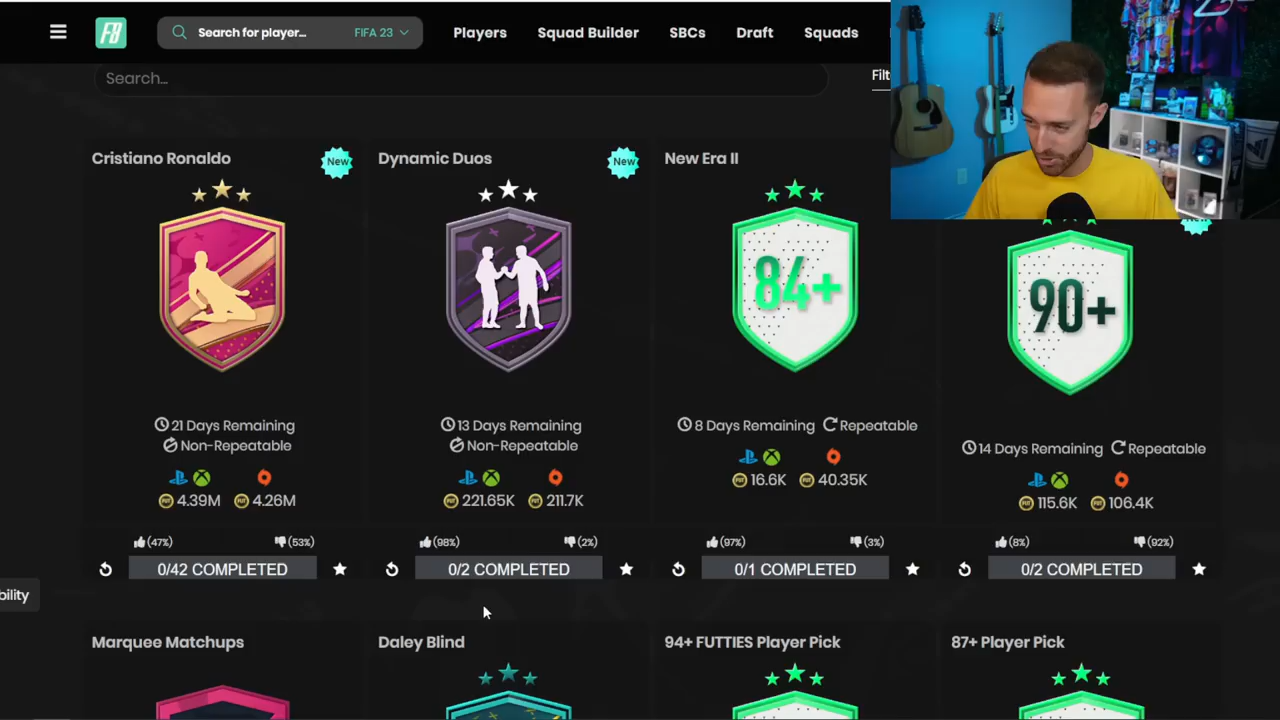 FB Search for player... FIFA 23 Players Squad Builder SBCs Draft Squads
Search...
Filt
Cristiano Ronaldo New
Dynamic Duos New
New Era II
84+
90+
21 Days Remaining
Non-Repeatable
4.39M 4.26M
13 Days Remaining
Non-Repeatable
221.65K 211.7K
8 Days Remaining Repeatable
16.6K 40.35K
14 Days Remaining Repeatable
115.6K 106.4K
(47%) (53%)
0/42 COMPLETED
(98%) (2%)
0/2 COMPLETED
(97%) (3%)
0/1 COMPLETED
(8%) (92%)
0/2 COMPLETED
bility
Marquee Matchups
Daley Blind
94+ FUTTIES Player Pick
87+ Player Pick